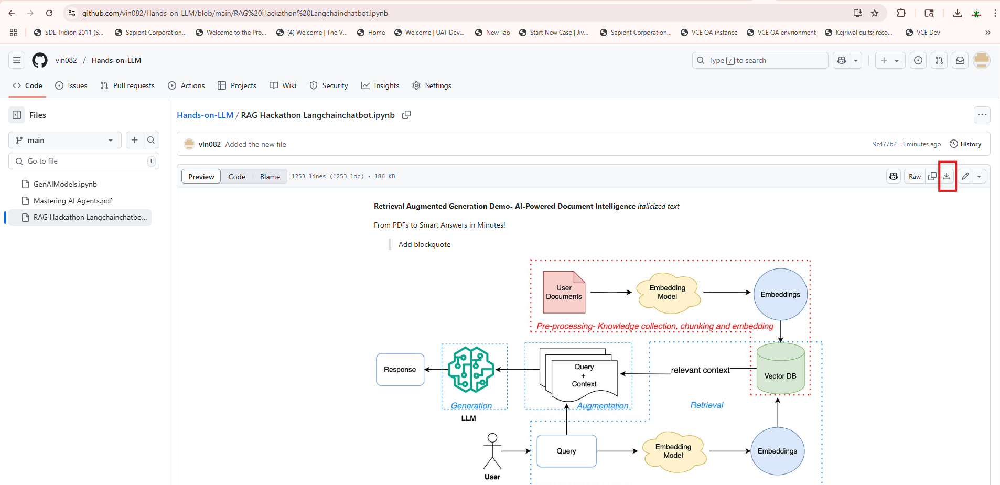 github.com/vin082/Hands-on-LLM/blob/main/RAG%20Hackathon%20Langchainchatbot.ipynb
SDL Tridion 2011 (S... Sapient Corporation... Welcome to the Pro... (4) Welcome | The V... Home Welcome | UAT Dev... New Tab Start New Case | Jiv... Sapient Corporation... VCE QA instance VCE QA envrionment Kejriwal quits; reco... VCE Dev »
vin082 / Hands-on-LLM
Type / to search
Code Issues Pull requests Actions Projects Wiki Security Insights Settings
Files
main
Go to file t
GenAIModels.ipynb
Mastering AI Agents.pdf
RAG Hackathon Langchainchatbo...
Hands-on-LLM / RAG Hackathon Langchainchatbot.ipynb
vin082 Added the new file
9c477b2 · 3 minutes ago History
Preview Code Blame 1253 lines (1253 loc) · 186 KB
Raw
Retrieval Augmented Generation Demo- AI-Powered Document Intelligence italicized text
From PDFs to Smart Answers in Minutes!
Add blockquote
User
Documents
Embedding
Model
Embeddings
Pre-processing- Knowledge collection, chunking and embedding
Response
Generation
LLM
Query
+
Context
Augmentation
relevant context
Vector DB
Retrieval
User
Query
Embedding
Model
Embeddings